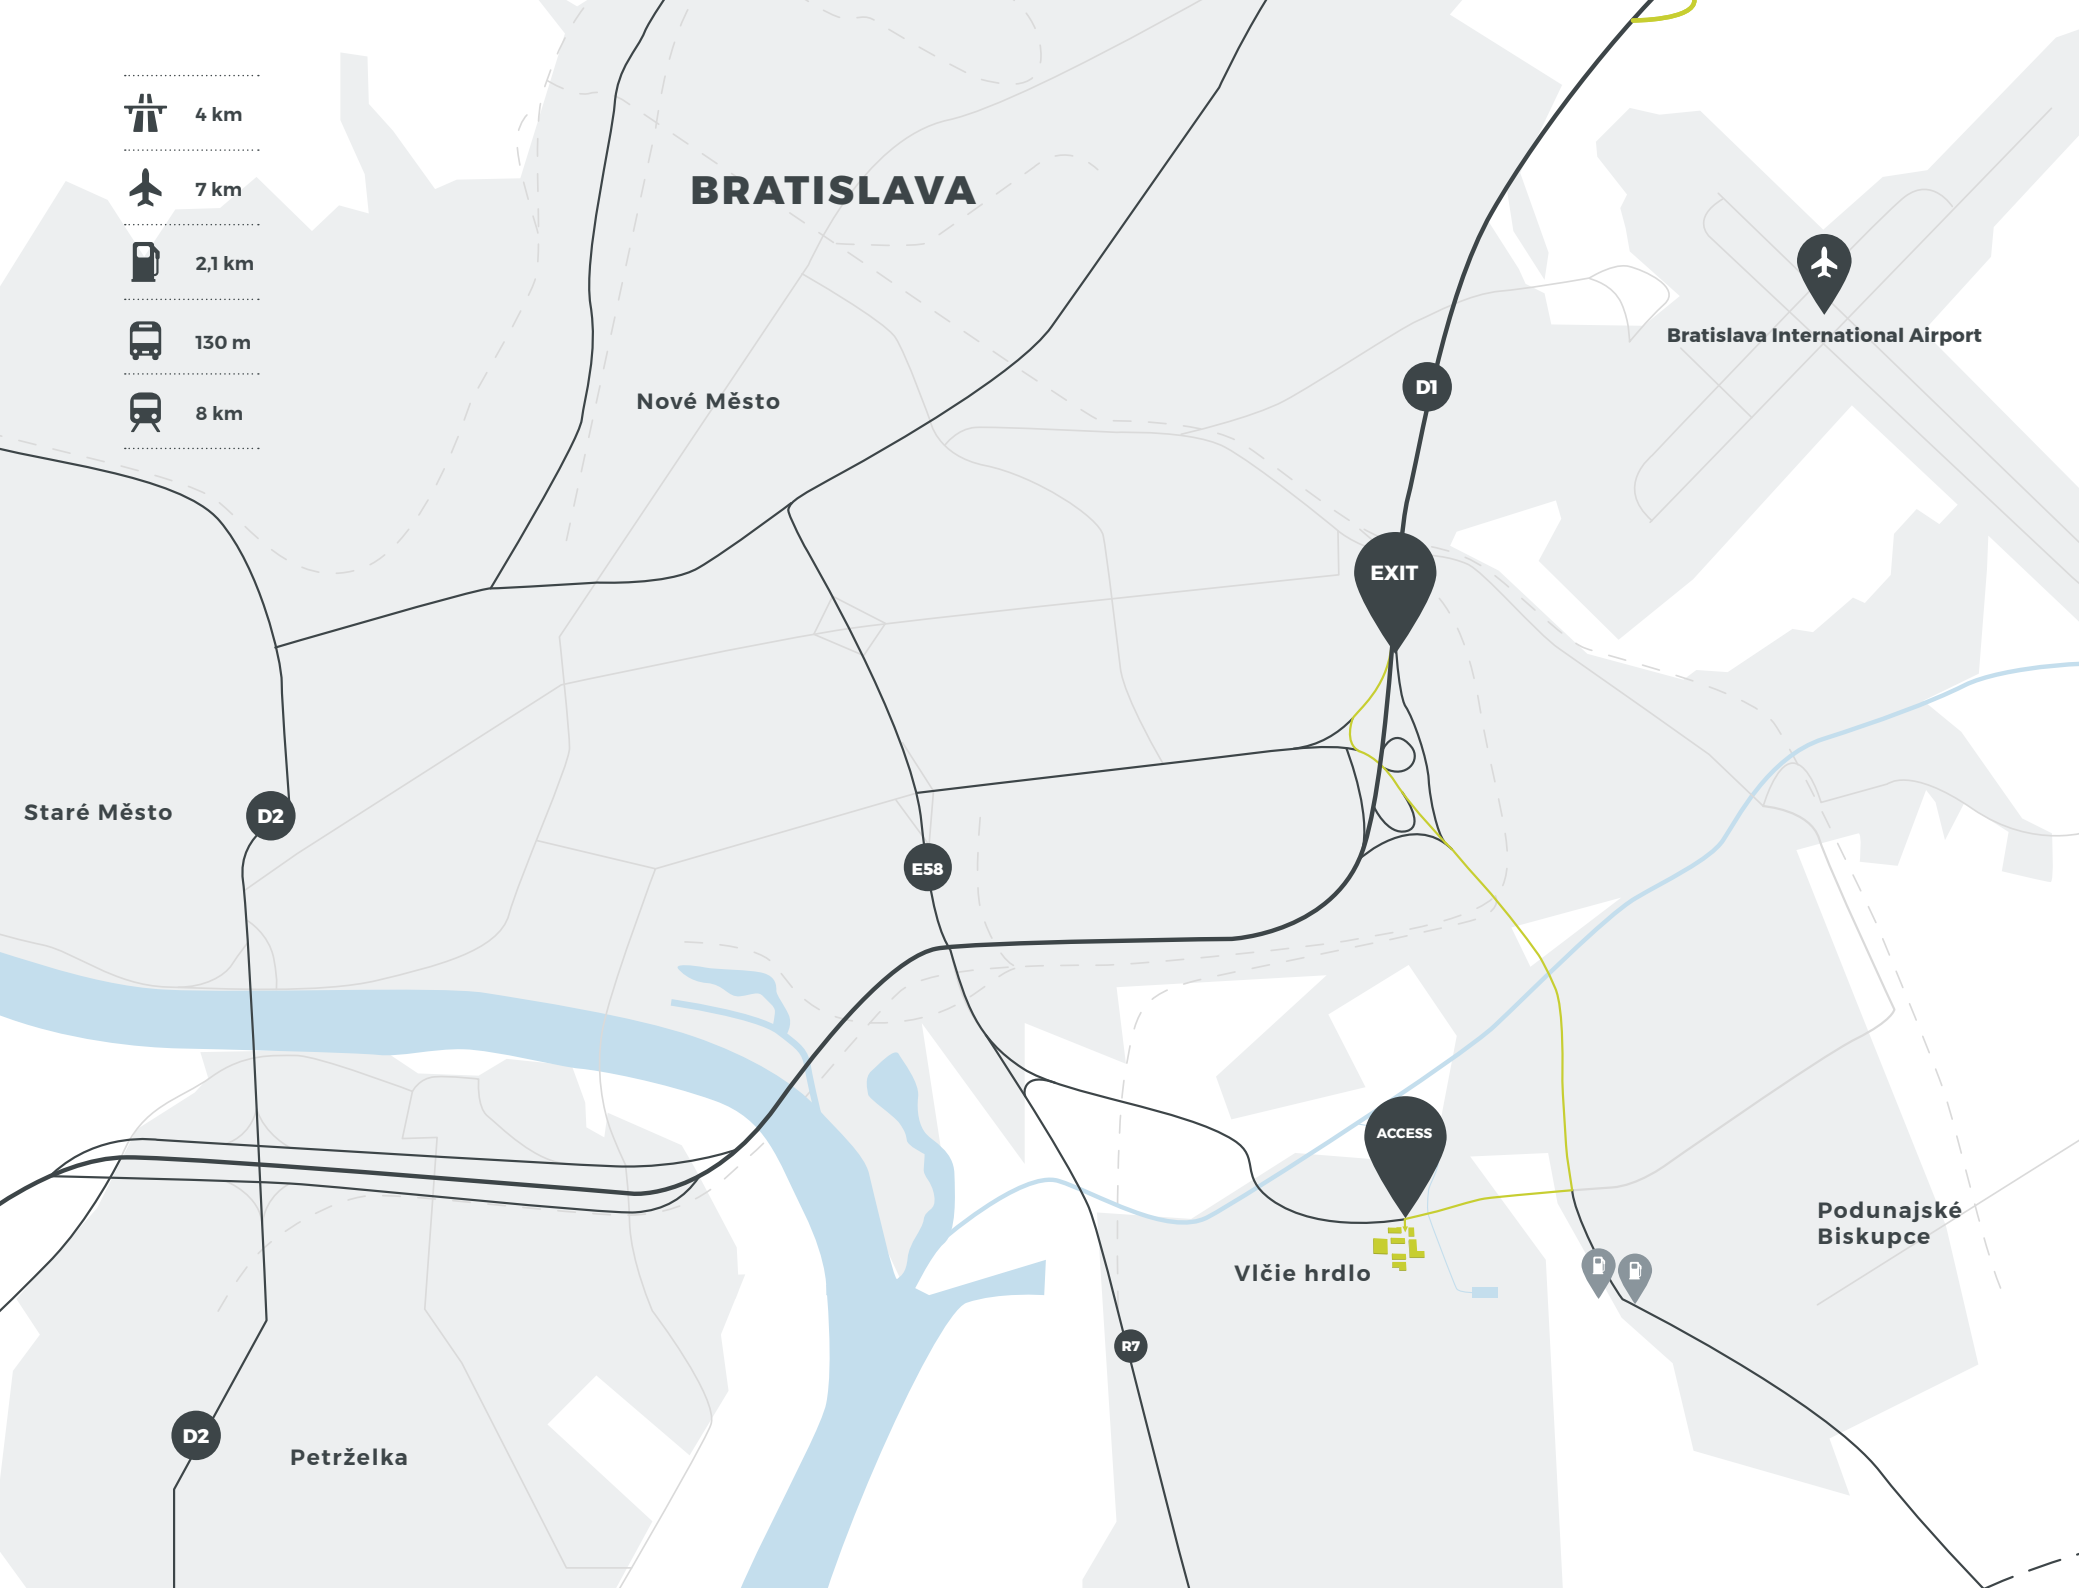 4 km
7 km
2,1 km
130 m
8 km
BRATISLAVA
Nové Město
Bratislava International Airport
D1
EXIT
Staré Město
D2
E58
ACCESS
Podunajské
Biskupce
Vlčie hrdlo
R7
D2
Petrželka